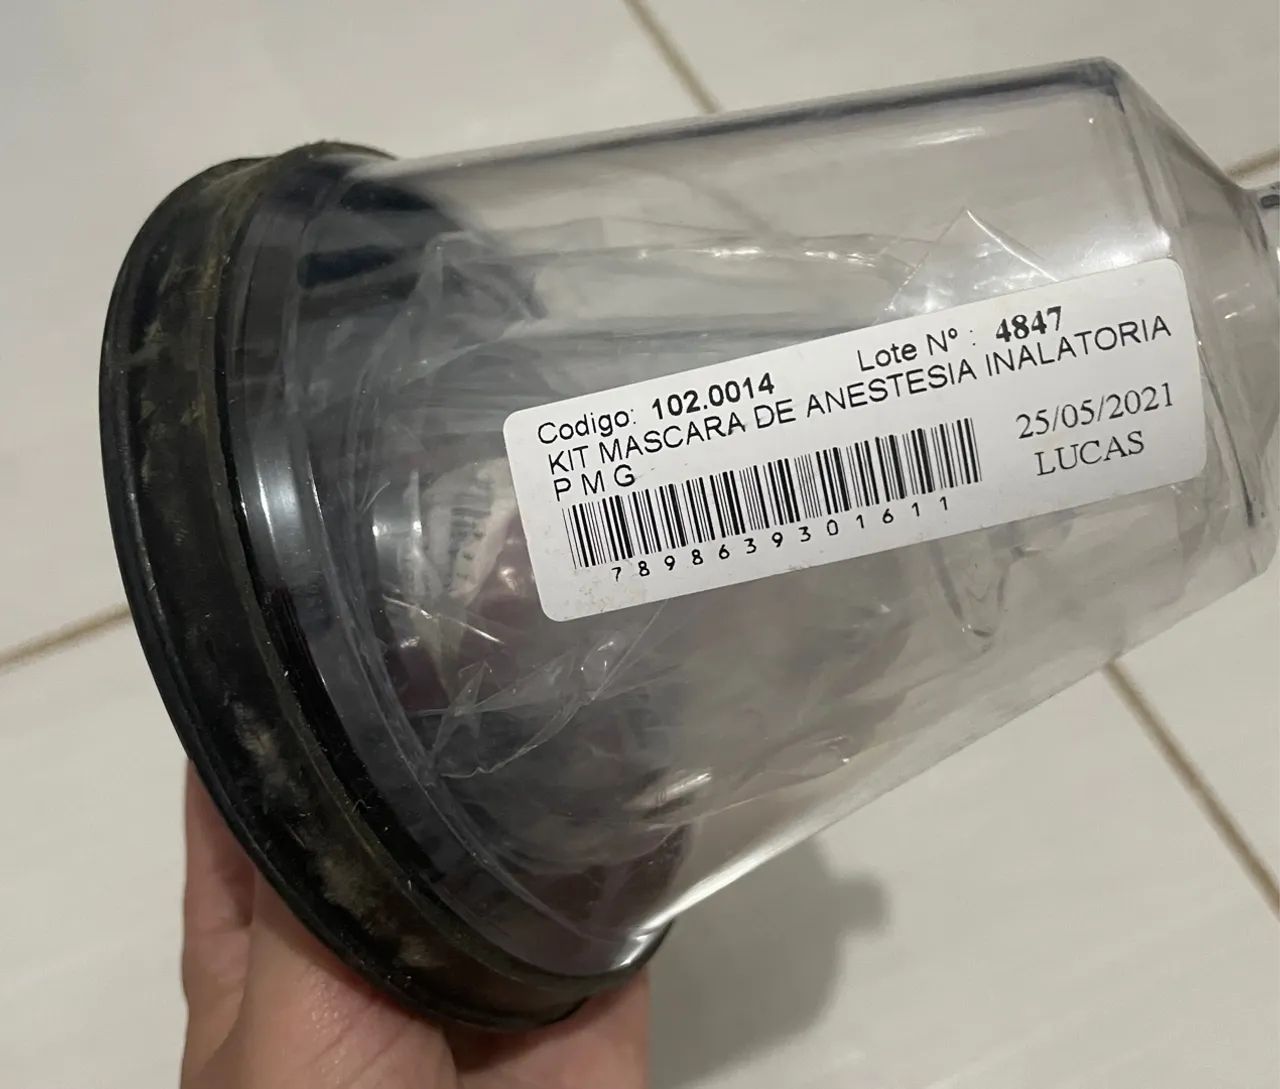 Codigo: 102.0014 Lote Nº : 4847
KIT MASCARA DE ANESTESIA INALATORIA
P M G
25/05/2021
LUCAS
7898639301611